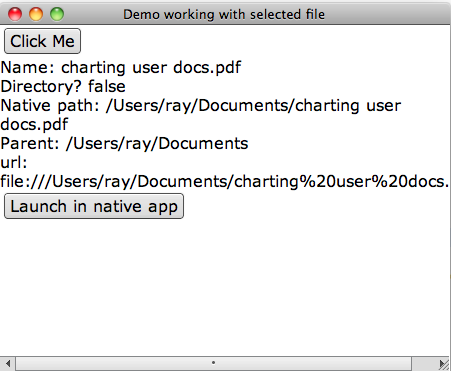 Demo working with selected file
Click Me
Name: charting user docs.pdf
Directory? false
Native path: /Users/ray/Documents/charting user
docs.pdf
Parent: /Users/ray/Documents
url:
file:///Users/ray/Documents/charting%20user%20docs.
Launch in native app